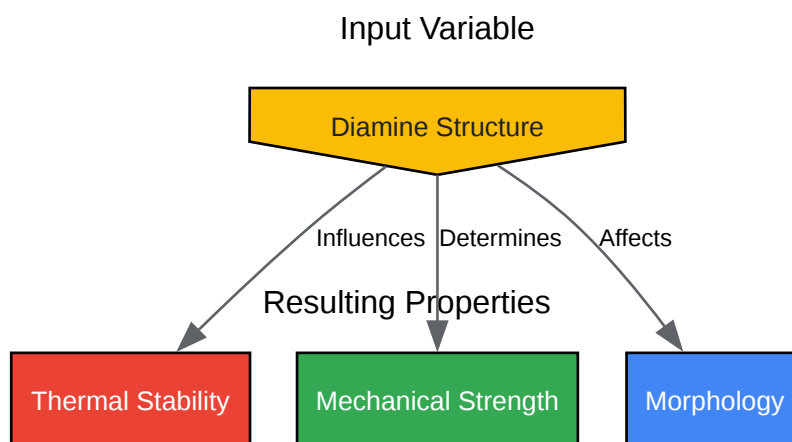 Input Variable
Diamine Structure
Influences
Determines
Affects
Resulting Properties
Thermal Stability
Mechanical Strength
Morphology